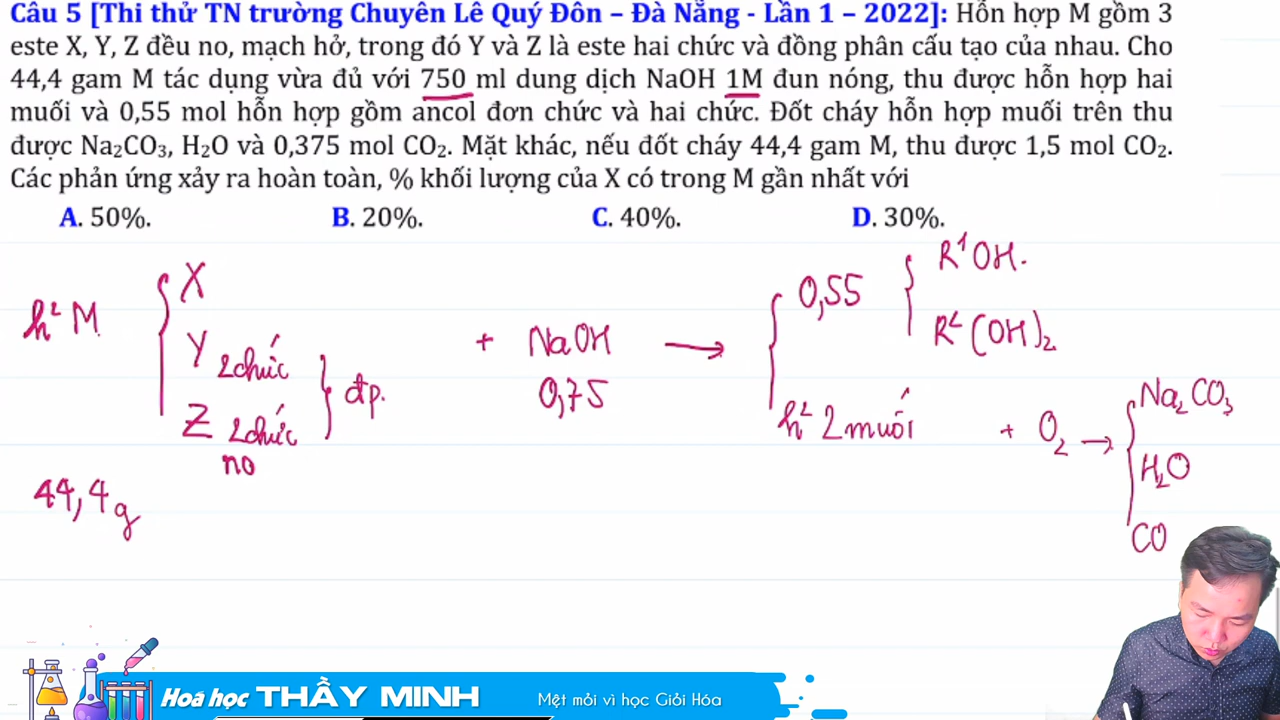 Câu 5 [Thi thử TN trường Chuyên Lê Quý Đôn – Đà Nẵng - Lần 1 – 2022]: Hỗn hợp M gồm 3
este X, Y, Z đều no, mạch hở, trong đó Y và Z là este hai chức và đồng phân cấu tạo của nhau. Cho
44,4 gam M tác dụng vừa đủ với 750 ml dung dịch NaOH 1M đun nóng, thu được hỗn hợp hai
muối và 0,55 mol hỗn hợp gồm ancol đơn chức và hai chức. Đốt cháy hỗn hợp muối trên thu
được Na₂CO₃, H₂O và 0,375 mol CO₂. Mặt khác, nếu đốt cháy 44,4 gam M, thu được 1,5 mol CO₂.
Các phản ứng xảy ra hoàn toàn, % khối lượng của X có trong M gần nhất với
A. 50%. B. 20%. C. 40%. D. 30%.
h² M
X
Y 2chức
Z 2chức
no
đp.
44,4 g
+ NaOH →
0,75
0,55
R¹OH.
R²(OH)₂
h² 2 muối + O₂ →
Na₂CO₃
H₂O
CO
Hoá học THẦY MINH
Mệt mỏi vì học Giỏi Hóa